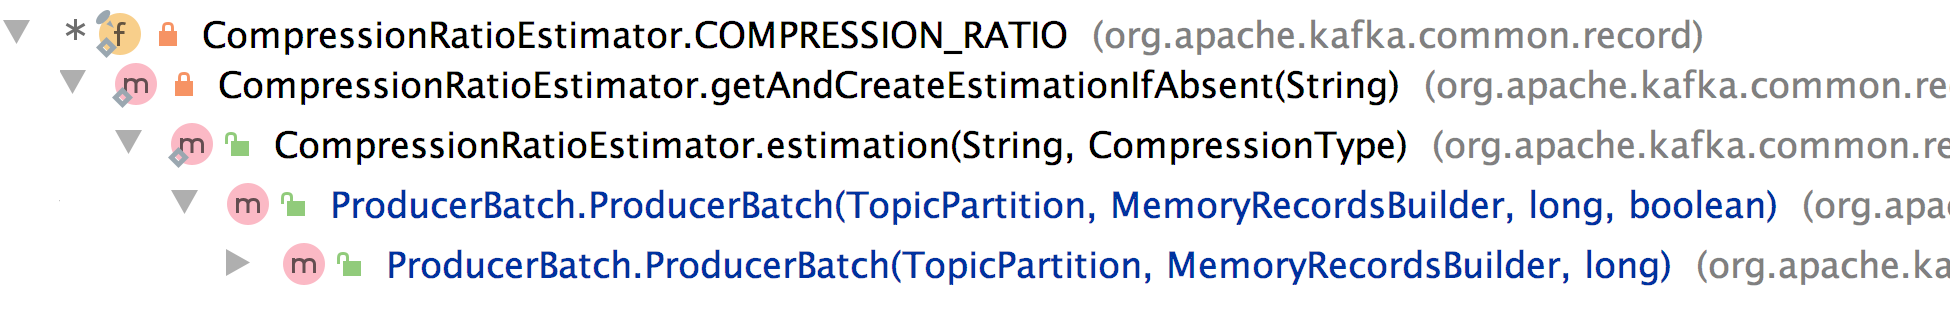 * f CompressionRatioEstimator.COMPRESSION_RATIO (org.apache.kafka.common.record)
m CompressionRatioEstimator.getAndCreateEstimationIfAbsent(String) (org.apache.kafka.common.re
m CompressionRatioEstimator.estimation(String, CompressionType) (org.apache.kafka.common.re
m ProducerBatch.ProducerBatch(TopicPartition, MemoryRecordsBuilder, long, boolean) (org.apa
m ProducerBatch.ProducerBatch(TopicPartition, MemoryRecordsBuilder, long) (org.apache.ka